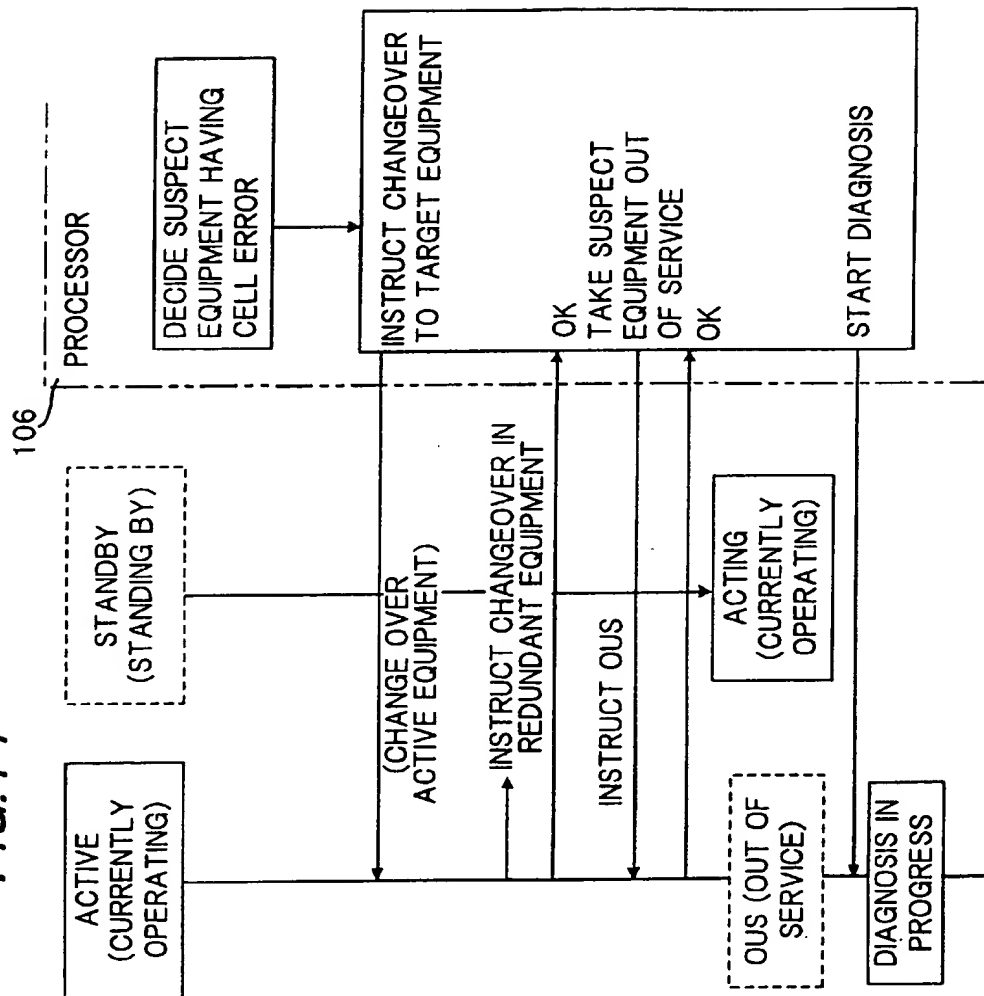 106
PROCESSOR
ACTIVE
(CURRENTLY
OPERATING)
STANDBY
(STANDING BY)
DECIDE SUSPECT
EQUIPMENT HAVING
CELL ERROR
INSTRUCT CHANGEOVER
TO TARGET EQUIPMENT
(CHANGE OVER
ACTIVE EQUIPMENT)
INSTRUCT CHANGEOVER IN
REDUNDANT EQUIPMENT
OK
TAKE SUSPECT
EQUIPMENT OUT
OF SERVICE
INSTRUCT OUS
OK
ACTING
(CURRENTLY
OPERATING)
OUS (OUT OF
SERVICE)
START DIAGNOSIS
DIAGNOSIS IN
PROGRESS